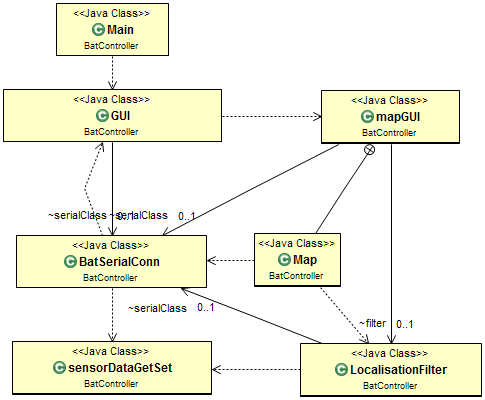 <<Java Class>>
Main
BatController
<<Java Class>>
GUI
BatController
<<Java Class>>
mapGUI
BatController
~serialClass
0..1
~serialClass
0..1
<<Java Class>>
BatSerialConn
BatController
<<Java Class>>
Map
BatController
~serialClass
0..1
~filter
0..1
<<Java Class>>
sensorDataGetSet
BatController
<<Java Class>>
LocalisationFilter
BatController